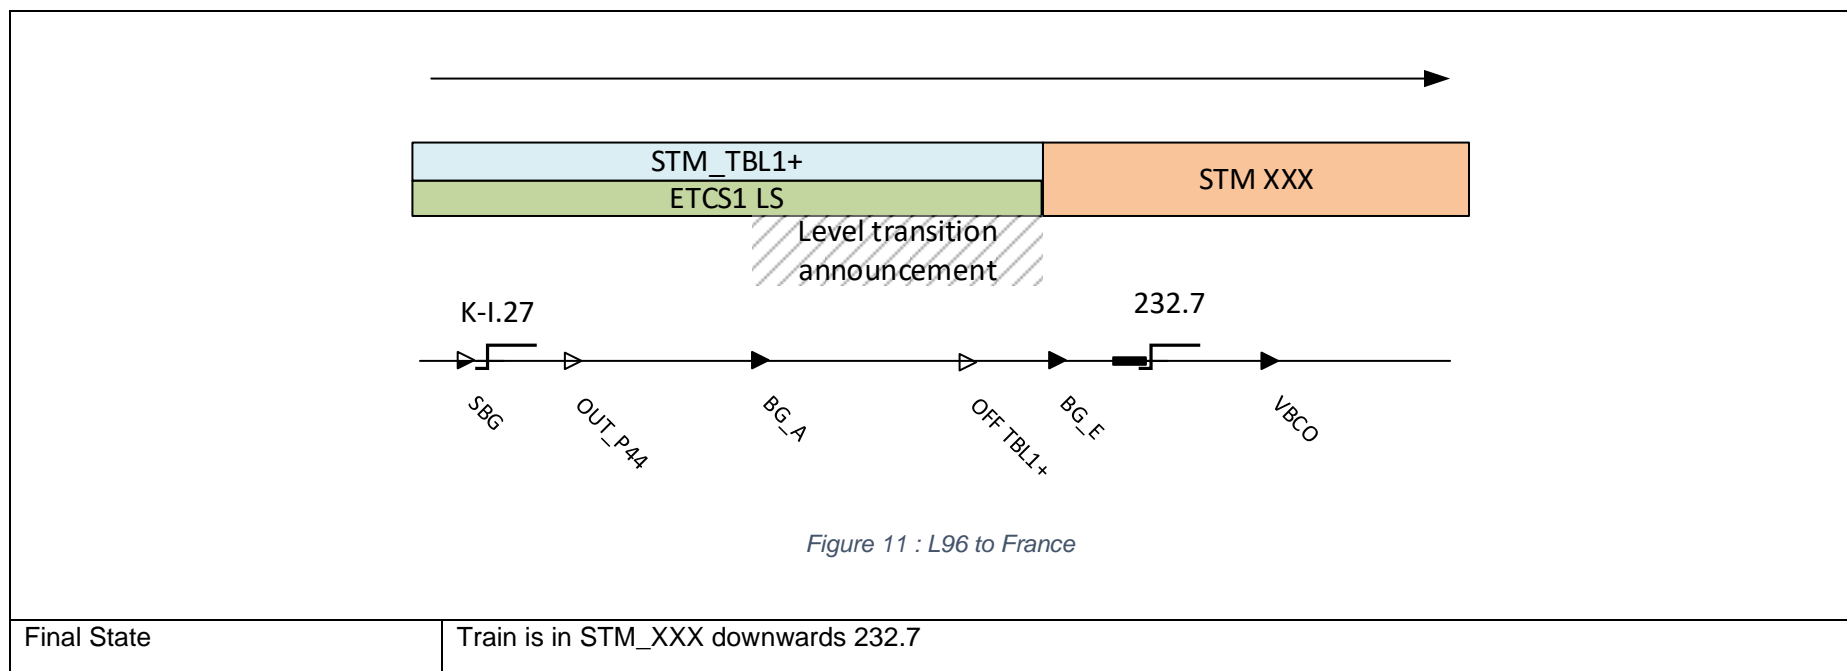 STM_TBL1+
STM XXX
ETCS1 LS
Level transition
announcement
K-I.27
232.7
SBG
OUT_P44
BG_A
OFF TBL1+
BG_E
VBCO
Figure 11 : L96 to France
Final State
Train is in STM_XXX downwards 232.7